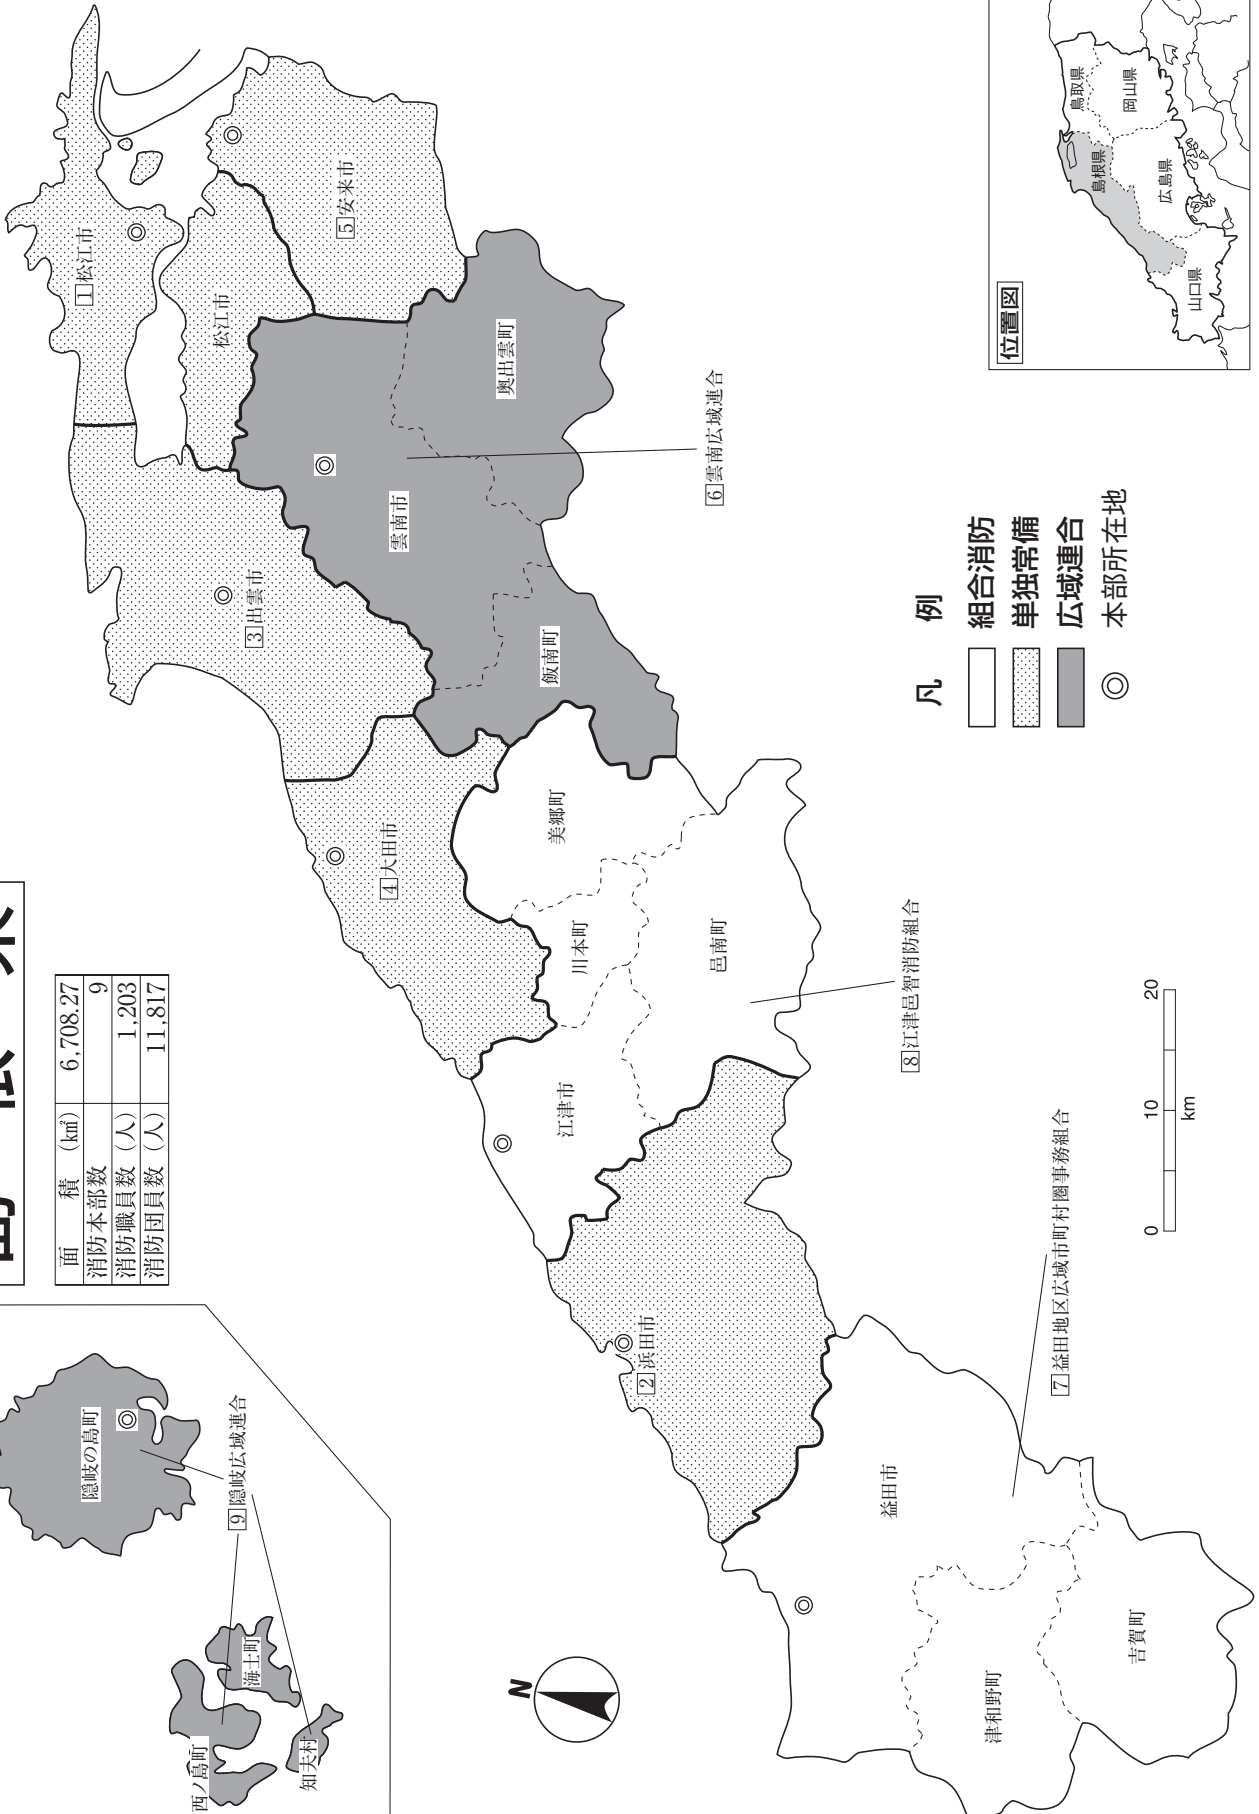 島根県
面　積 (㎢) 6,708.27
消防本部数 9
消防職員数 (人) 1,203
消防団員数 (人) 11,817
隠岐の島町
9 隠岐広域連合
海士町
西ノ島町
知夫村
N
1 松江市
松江市
5 安来市
3 出雲市
雲南市
奥出雲町
飯南町
6 雲南広域連合
4 大田市
美郷町
川本町
邑南町
江津市
8 江津邑智消防組合
2 浜田市
益田市
津和野町
吉賀町
7 益田地区広域市町村圏事務組合
凡　例
組合消防
単独常備
広域連合
本部所在地
0 10 20
km
位置図
鳥取県
島根県
岡山県
広島県
山口県